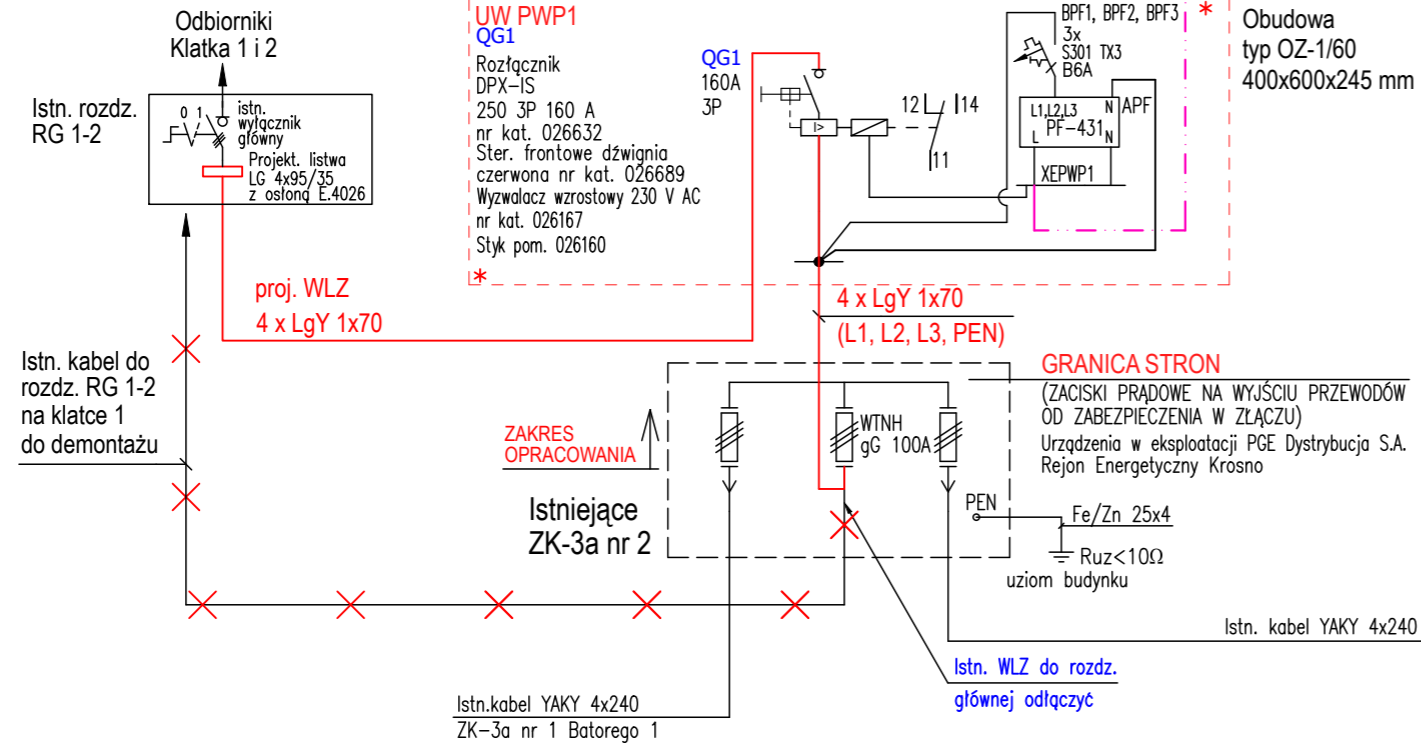 Odbiorniki
Klatka 1 i 2
Istn. rozdz.
RG 1-2
0 1
istn.
wyłącznik
główny
Projekt. listwa
LG 4x95/35
z osłoną E.4026
UW PWP1
QG1
Rozłącznik
DPX-IS
250 3P 160 A
nr kat. 026632
Ster. frontowe dźwignia
czerwona nr kat. 026689
Wyzwalacz wzrostowy 230 V AC
nr kat. 026167
Styk pom. 026160
*
QG1
160A
3P
I>
12
14
11
BPF1, BPF2, BPF3
*
3x
S301 TX3
B6A
L1,L2,L3 N
APF
PF-431
L N
XEPWP1
Obudowa
typ OZ-1/60
400x600x245 mm
proj. WLZ
4 x LgY 1x70
4 x LgY 1x70
(L1, L2, L3, PEN)
Istn. kabel do
rozdz. RG 1-2
na klatce 1
do demontażu
ZAKRES
OPRACOWANIA
WTNH
gG 100A
GRANICA STRON
(ZACISKI PRĄDOWE NA WYJŚCIU PRZEWODÓW
OD ZABEZPIECZENIA W ZŁĄCZU)
Urządzenia w eksploatacji PGE Dystrybucja S.A.
Rejon Energetyczny Krosno
Istniejące
ZK-3a nr 2
PEN
Fe/Zn 25x4
Ruz<10Ω
uziom budynku
Istn. kabel YAKY 4x240
Istn. WLZ do rozdz.
głównej odłączyć
Istn.kabel YAKY 4x240
ZK-3a nr 1 Batorego 1